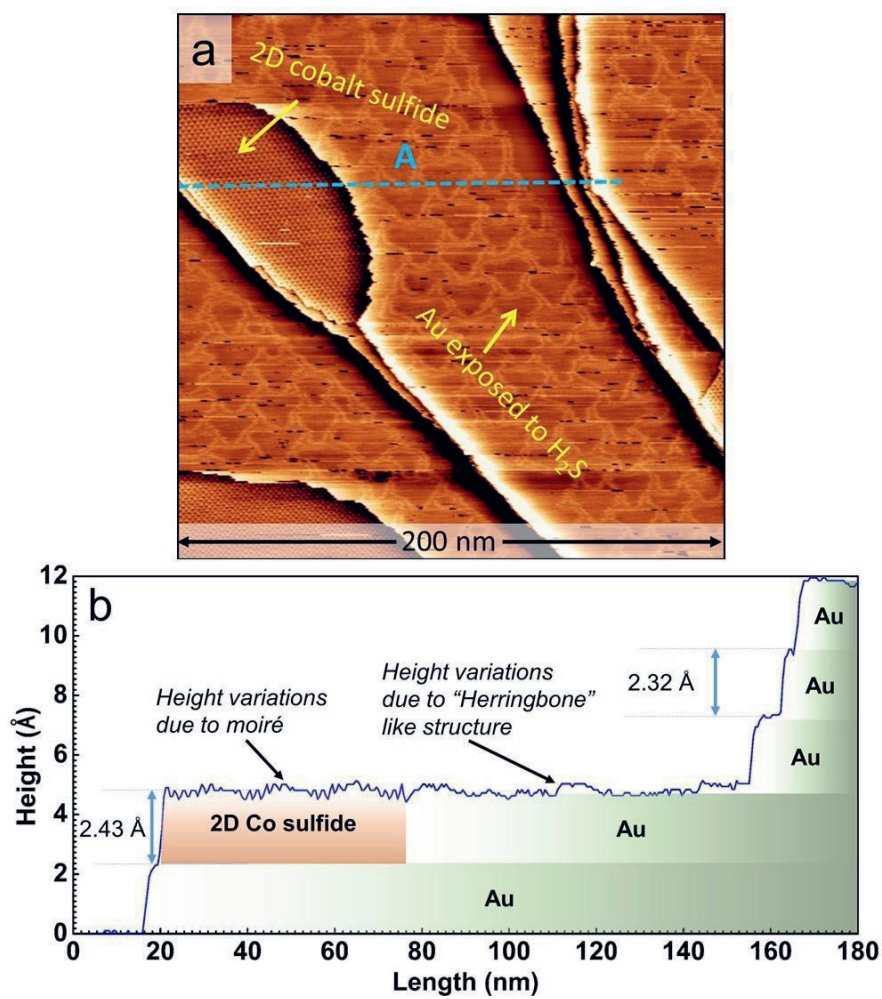 a
2D cobalt sulfide
A
Au exposed to H₂S
200 nm
b
12
10
8
6
4
2
0
Height (Å)
Height variations
due to moiré
Height variations
due to “Herringbone”
like structure
2.32 Å
2.43 Å
Au
Au
Au
2D Co sulfide
Au
Au
0 20 40 60 80 100 120 140 160 180
Length (nm)